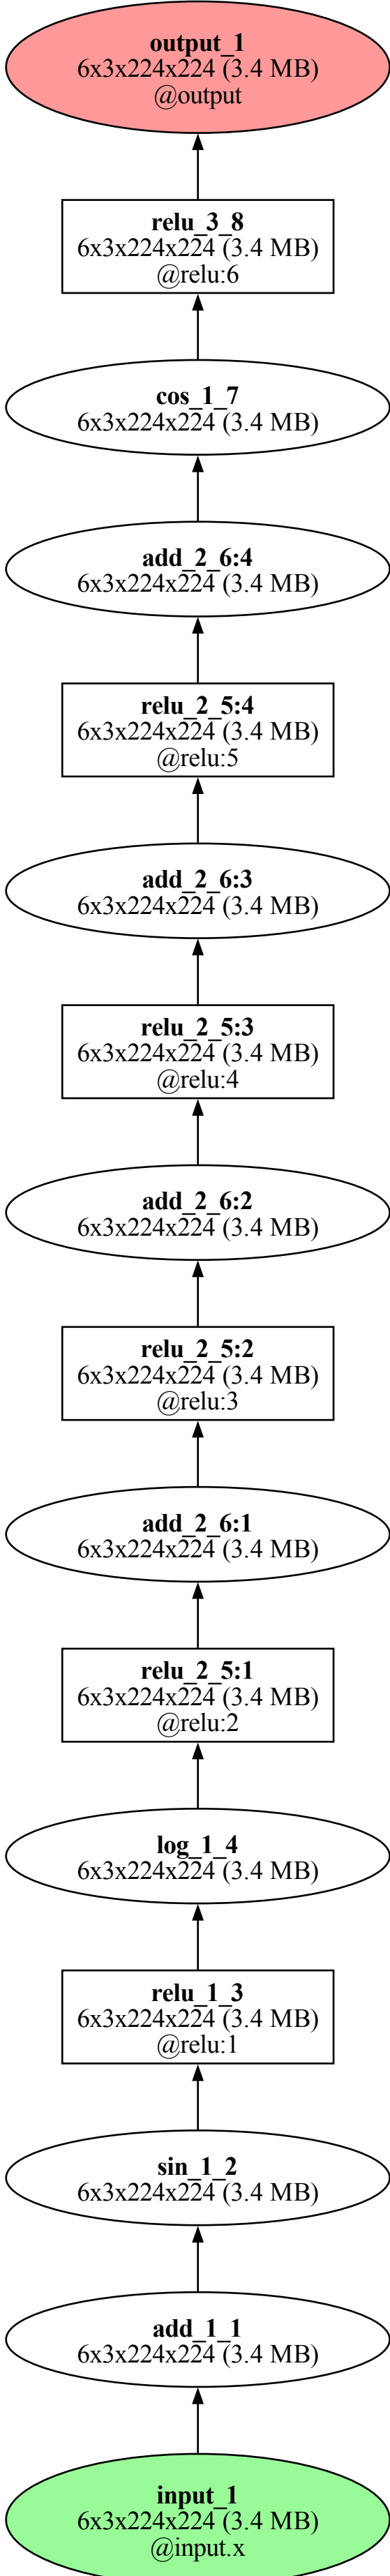 output_1
6x3x224x224 (3.4 MB)
@output
relu_3_8
6x3x224x224 (3.4 MB)
@relu:6
cos_1_7
6x3x224x224 (3.4 MB)
add_2_6:4
6x3x224x224 (3.4 MB)
relu_2_5:4
6x3x224x224 (3.4 MB)
@relu:5
add_2_6:3
6x3x224x224 (3.4 MB)
relu_2_5:3
6x3x224x224 (3.4 MB)
@relu:4
add_2_6:2
6x3x224x224 (3.4 MB)
relu_2_5:2
6x3x224x224 (3.4 MB)
@relu:3
add_2_6:1
6x3x224x224 (3.4 MB)
relu_2_5:1
6x3x224x224 (3.4 MB)
@relu:2
log_1_4
6x3x224x224 (3.4 MB)
relu_1_3
6x3x224x224 (3.4 MB)
@relu:1
sin_1_2
6x3x224x224 (3.4 MB)
add_1_1
6x3x224x224 (3.4 MB)
input_1
6x3x224x224 (3.4 MB)
@input.x